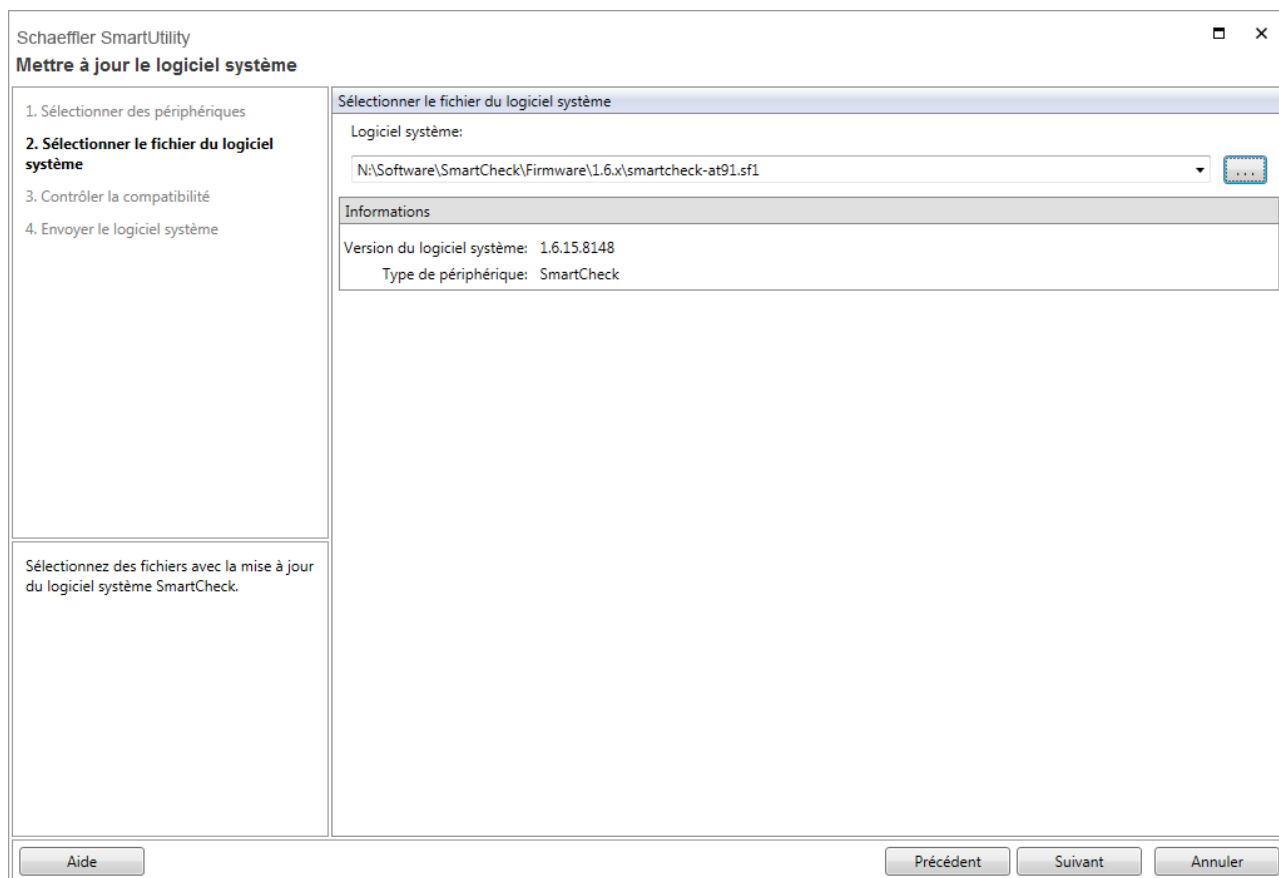 Schaeffler SmartUtility
Mettre à jour le logiciel système
1. Sélectionner des périphériques
2. Sélectionner le fichier du logiciel
système
3. Contrôler la compatibilité
4. Envoyer le logiciel système
Sélectionnez des fichiers avec la mise à jour
du logiciel système SmartCheck.
Sélectionner le fichier du logiciel système
Logiciel système:
N:\Software\SmartCheck\Firmware\1.6.x\smartcheck-at91.sf1
...
Informations
Version du logiciel système: 1.6.15.8148
Type de périphérique: SmartCheck
Aide
Précédent
Suivant
Annuler